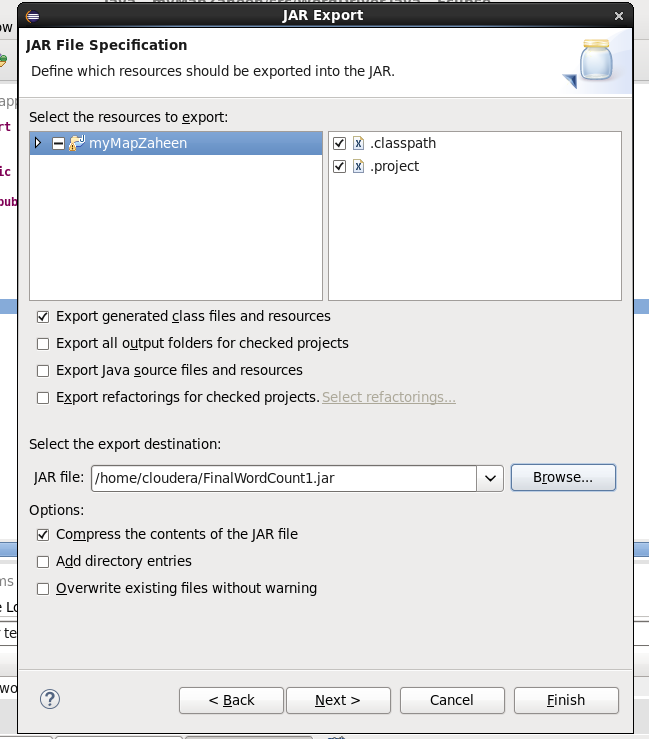 JAR Export
JAR File Specification
Define which resources should be exported into the JAR.
Select the resources to export:
myMapZaheen
.classpath
.project
Export generated class files and resources
Export all output folders for checked projects
Export Java source files and resources
Export refactorings for checked projects. Select refactorings...
Select the export destination:
JAR file: /home/cloudera/FinalWordCount1.jar
Browse...
Options:
Compress the contents of the JAR file
Add directory entries
Overwrite existing files without warning
< Back
Next >
Cancel
Finish